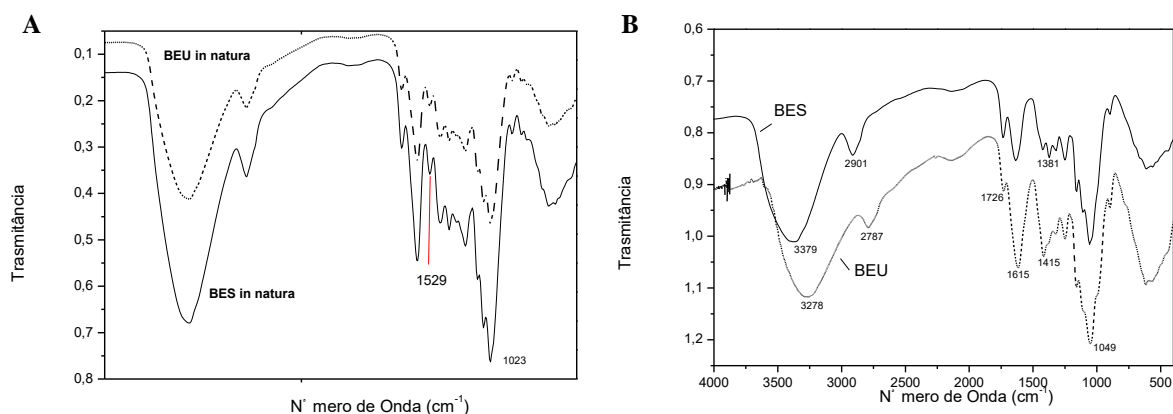 A
0,1
0,2
0,3
0,4
0,5
0,6
0,7
0,8
Trasmitância
BEU in natura
BES in natura
1529
1023
N° mero de Onda (cm-1)
B
0,6
0,7
0,8
0,9
1,0
1,1
1,2
Trasmitância
BES
BEU
2901
1381
1726
3379
2787
1615
1415
3278
1049
4000 3500 3000 2500 2000 1500 1000 500
N° mero de Onda (cm-1)